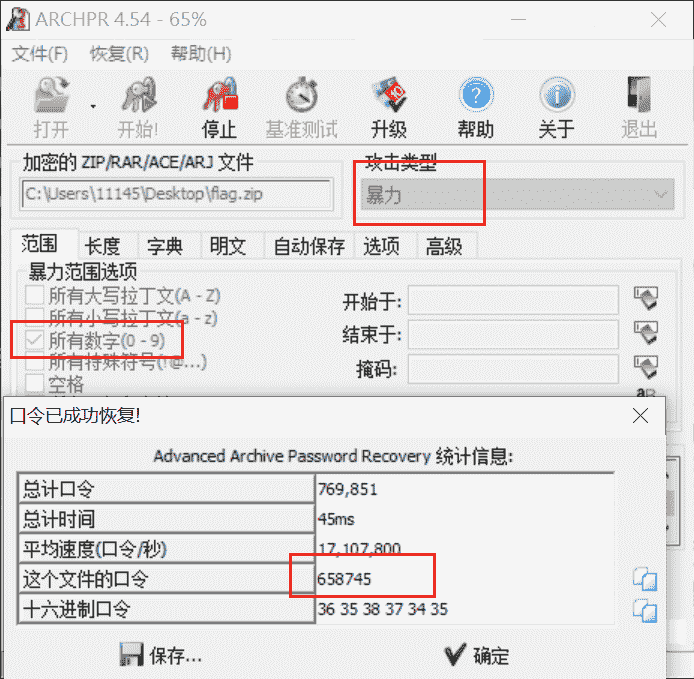 ARCHPR 4.54 - 65%
文件(F) 恢复(R) 帮助(H)
打开 开始! 停止 基准测试 升级 帮助 关于 退出
加密的 ZIP/RAR/ACE/ARJ 文件 攻击类型
C:\Users\11145\Desktop\flag.zip 暴力
范围 长度 字典 明文 自动保存 选项 高级
暴力范围选项
所有大写拉丁文(A - Z) 开始于:
所有小写拉丁文(a - z)
所有数字(0 - 9) 结束于:
所有特殊符号(!@...) 掩码:
空格
口令已成功恢复!
Advanced Archive Password Recovery 统计信息:
总计口令 769,851
总计时间 45ms
平均速度(口令/秒) 17,107,800
这个文件的口令 658745
十六进制口令 36 35 38 37 34 35
保存... 确定